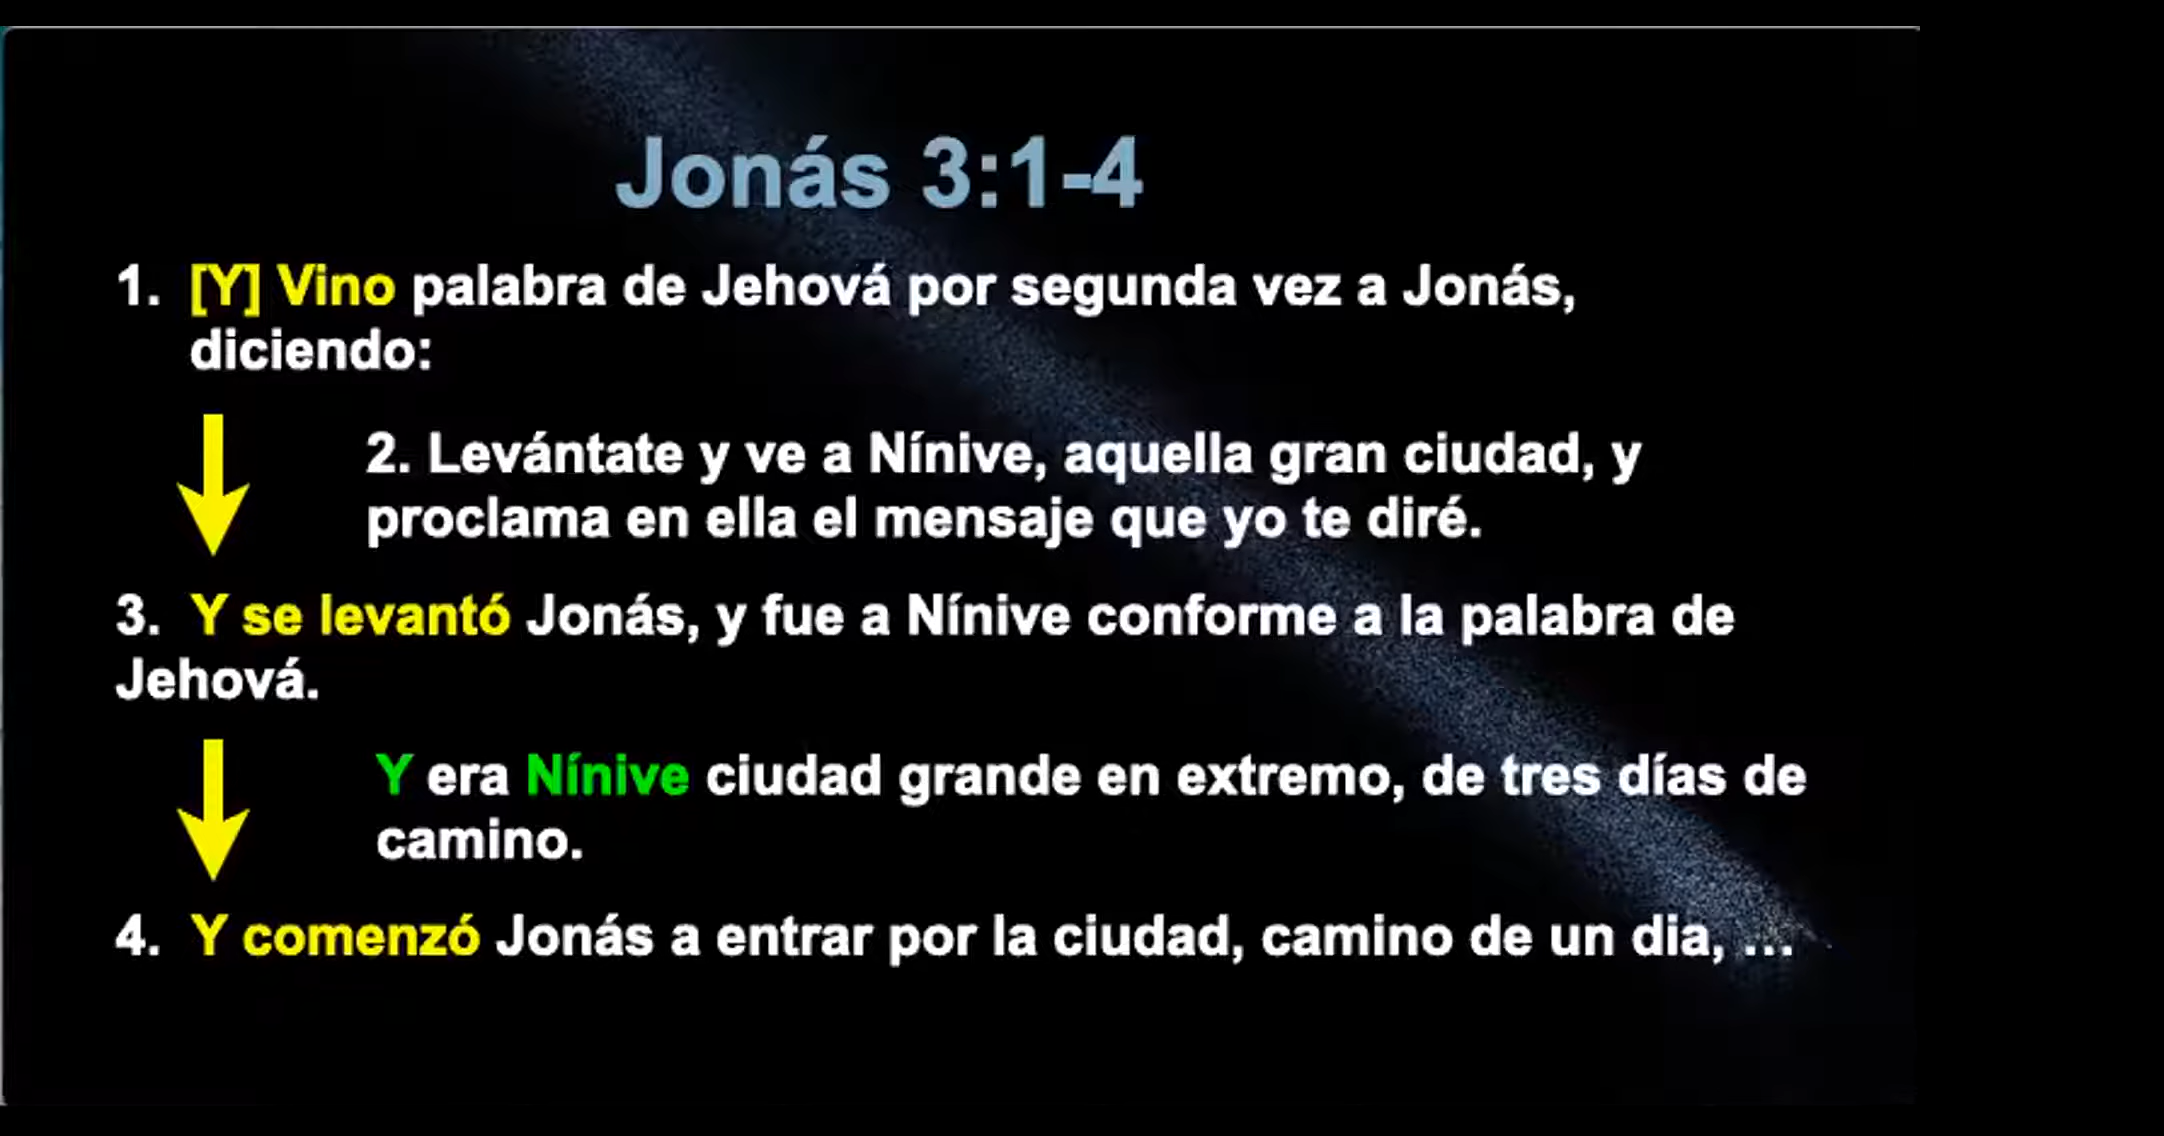 Jonás 3:1-4
1. [Y] Vino palabra de Jehová por segunda vez a Jonás,
diciendo:
2. Levántate y ve a Nínive, aquella gran ciudad, y
proclama en ella el mensaje que yo te diré.
3. Y se levantó Jonás, y fue a Nínive conforme a la palabra de
Jehová.
Y era Nínive ciudad grande en extremo, de tres días de
camino.
4. Y comenzó Jonás a entrar por la ciudad, camino de un dia, ...